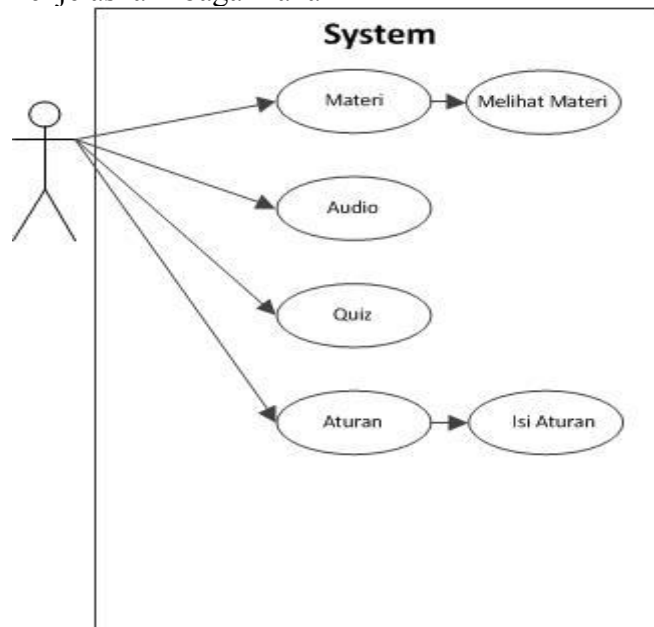 System
Materi
Melihat Materi
Audio
Quiz
Aturan
Isi Aturan